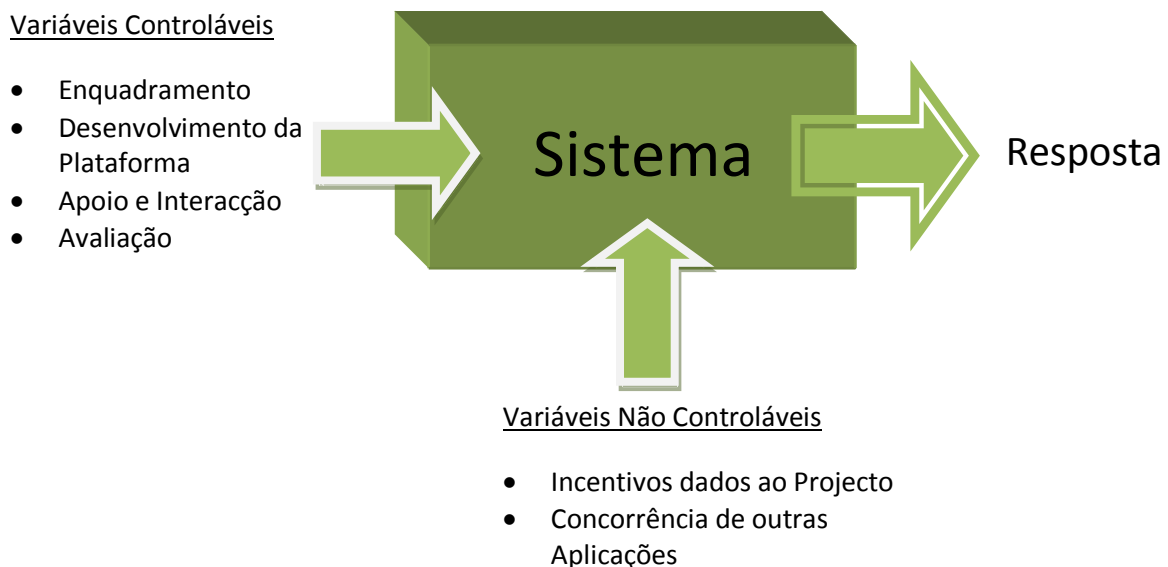 Variáveis Controláveis
• Enquadramento
• Desenvolvimento da
Plataforma
• Apoio e Interacção
• Avaliação
Sistema
Resposta
Variáveis Não Controláveis
• Incentivos dados ao Projecto
• Concorrência de outras
Aplicações